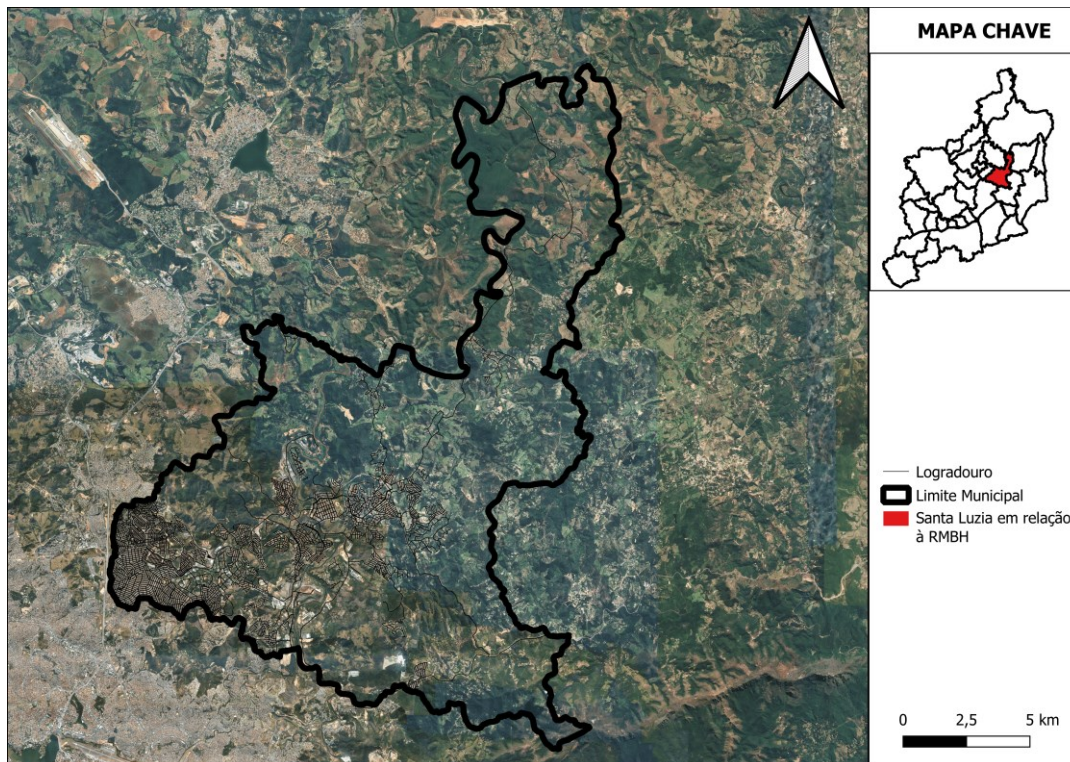 MAPA CHAVE
Logradouro
Limite Municipal
Santa Luzia em relação
à RMBH
0 2,5 5 km